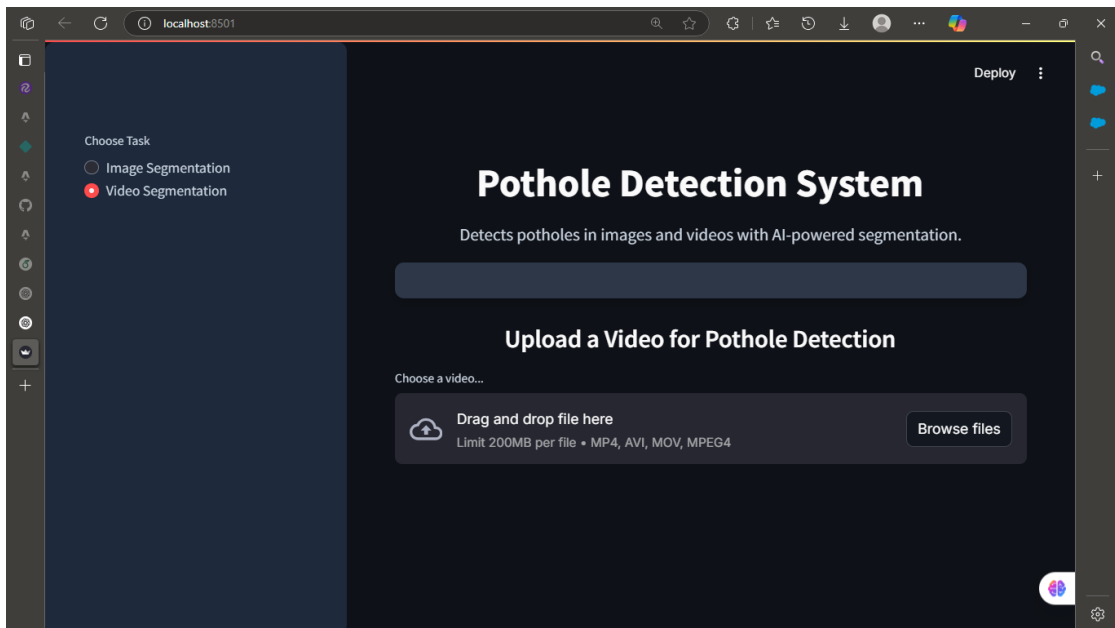 localhost:8501
Deploy
Choose Task
Image Segmentation
Video Segmentation
Pothole Detection System
Detects potholes in images and videos with AI-powered segmentation.
Upload a Video for Pothole Detection
Choose a video...
Drag and drop file here
Limit 200MB per file • MP4, AVI, MOV, MPEG4
Browse files